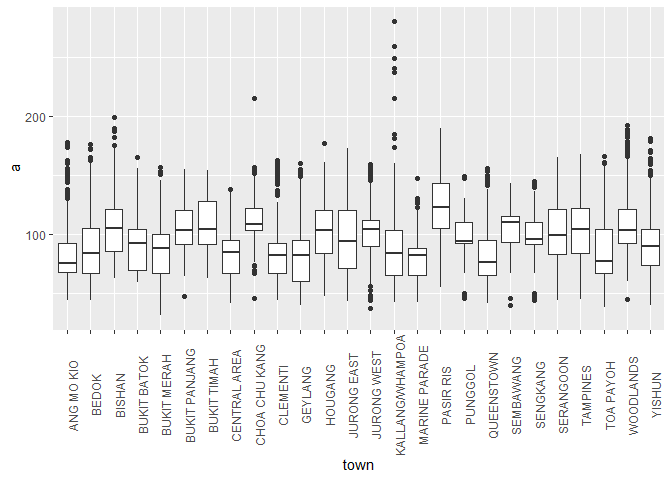 a
200
100
ANG MO KIO
BEDOK
BISHAN
BUKIT BATOK
BUKIT MERAH
BUKIT PANJANG
BUKIT TIMAH
CENTRAL AREA
CHOA CHU KANG
CLEMENTI
GEYLANG
HOUGANG
JURONG EAST
JURONG WEST
KALLANG/WHAMPOA
MARINE PARADE
PASIR RIS
PUNGGOL
QUEENSTOWN
SEMBAWANG
SENGKANG
SERANGOON
TAMPINES
TOA PAYOH
WOODLANDS
YISHUN
town